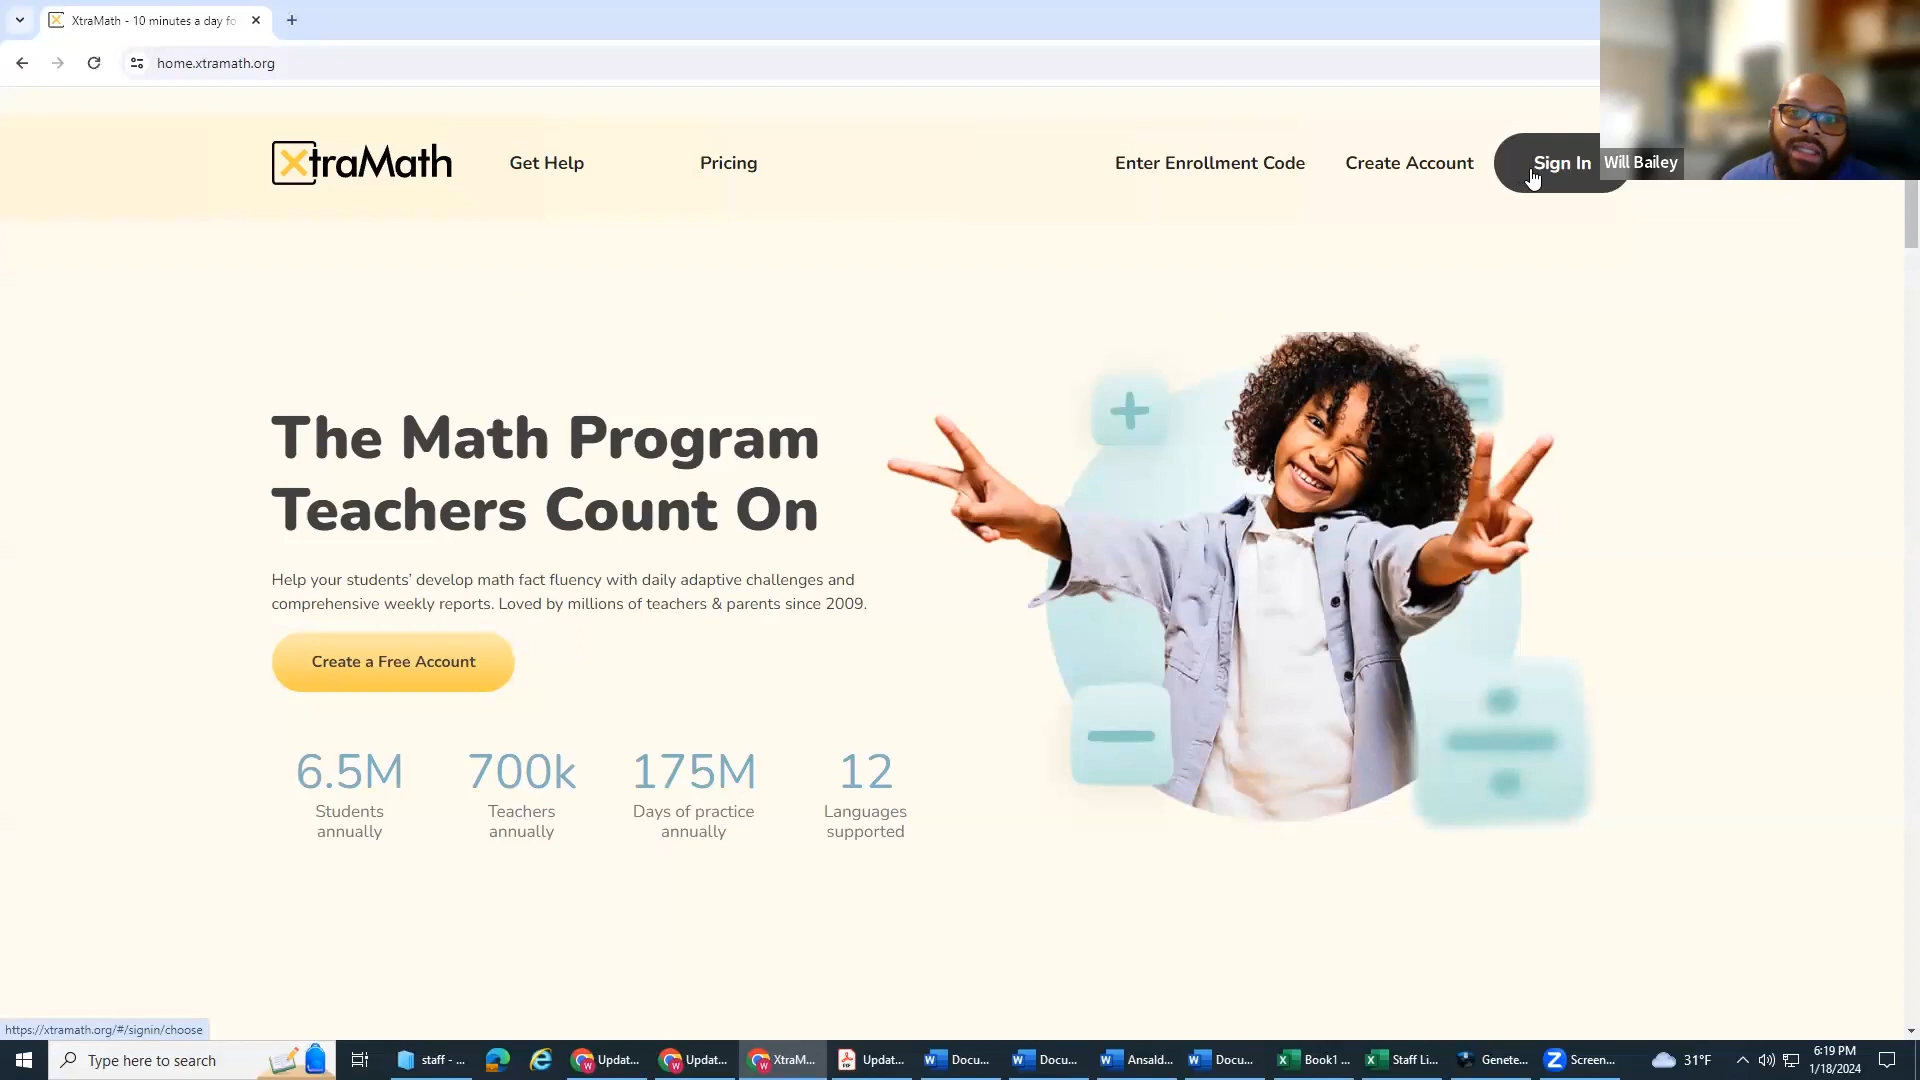 XtraMath - 10 minutes a day fo
home.xtramath.org
XtraMath
Get Help
Pricing
Enter Enrollment Code
Create Account
Sign In
Will Bailey
The Math Program
Teachers Count On
Help your students’ develop math fact fluency with daily adaptive challenges and
comprehensive weekly reports. Loved by millions of teachers & parents since 2009.
Create a Free Account
6.5M
Students
annually
700k
Teachers
annually
175M
Days of practice
annually
12
Languages
supported
https://xtramath.org/#/signin/choose
Type here to search
staff - ...
Updat...
Updat...
XtraM...
Updat...
Docu...
Docu...
Ansald...
Docu...
Book1 ...
Staff Li...
Genete...
Screen...
31°F
6:19 PM
1/18/2024